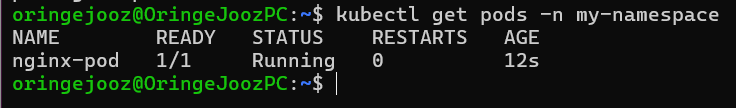 oringejooz@OringeJoozPC:~$ kubectl get pods -n my-namespace
NAME        READY   STATUS    RESTARTS   AGE
nginx-pod   1/1     Running   0          12s
oringejooz@OringeJoozPC:~$